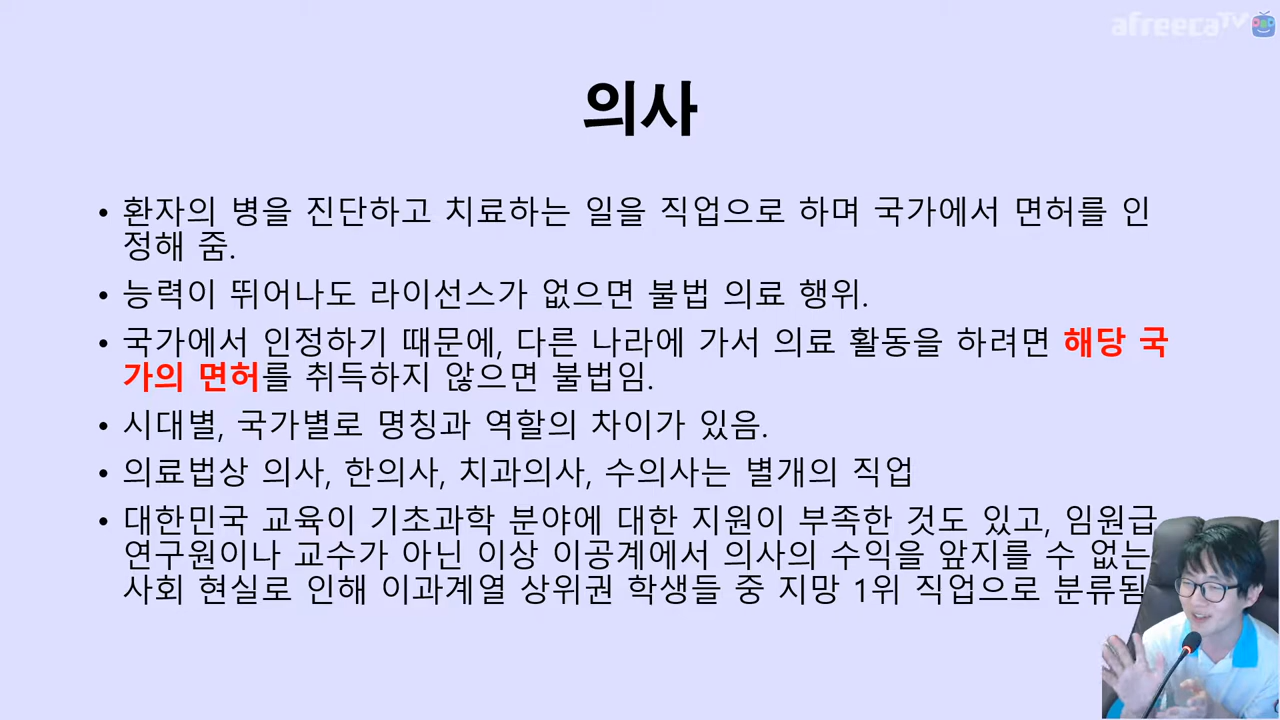 afreecaTV
의사
• 환자의 병을 진단하고 치료하는 일을 직업으로 하며 국가에서 면허를 인
정해 줌.
• 능력이 뛰어나도 라이선스가 없으면 불법 의료 행위.
• 국가에서 인정하기 때문에, 다른 나라에 가서 의료 활동을 하려면 해당 국
가의 면허를 취득하지 않으면 불법임.
• 시대별, 국가별로 명칭과 역할의 차이가 있음.
• 의료법상 의사, 한의사, 치과의사, 수의사는 별개의 직업
• 대한민국 교육이 기초과학 분야에 대한 지원이 부족한 것도 있고, 임원급
연구원이나 교수가 아닌 이상 이공계에서 의사의 수익을 앞지를 수 없는
사회 현실로 인해 이과계열 상위권 학생들 중 지망 1위 직업으로 분류됨